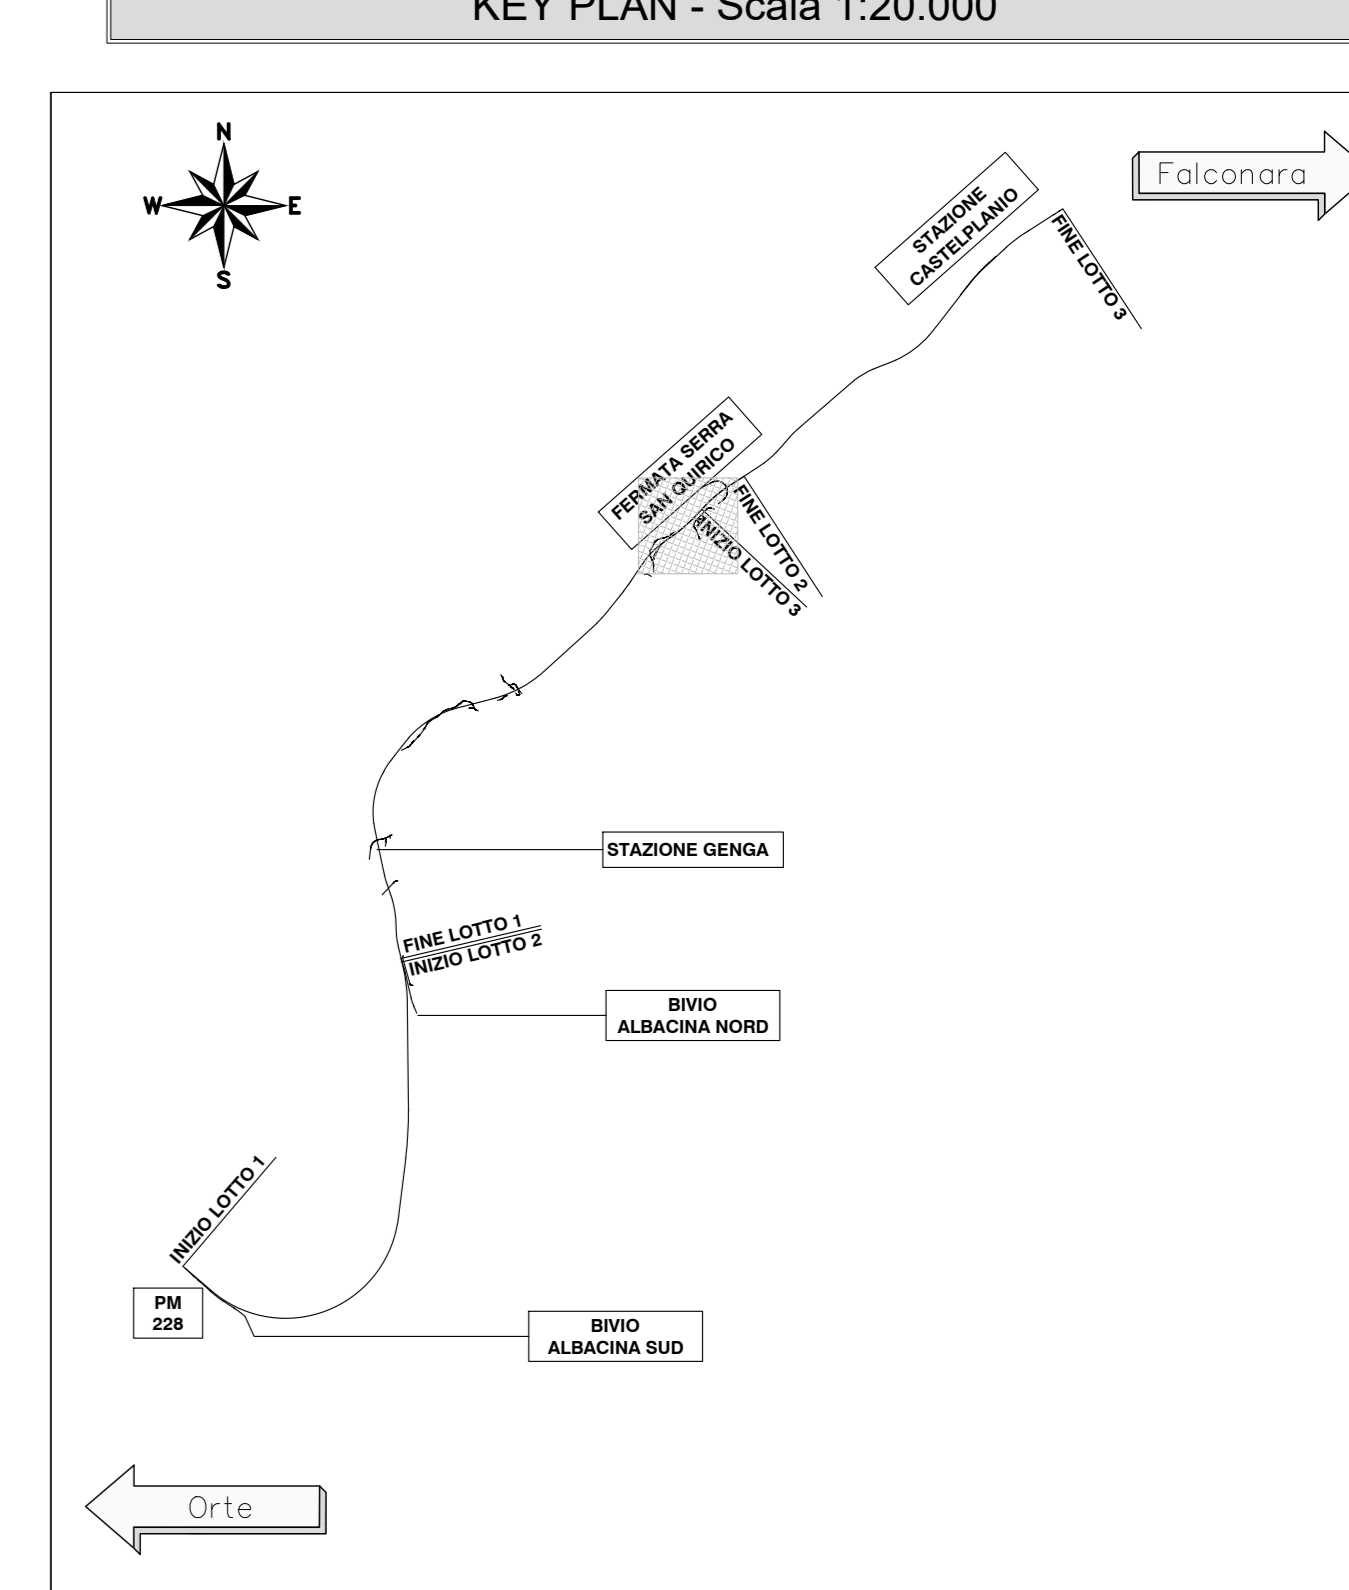 KEY PLAN - Scala 1:20.000
N
W
E
S
Falconara
STAZIONE
CASTELPLANIO
FINE LOTTO 3
FERMATA SERRA
SAN QUIRICO
FINE LOTTO 2
INIZIO LOTTO 3
STAZIONE GENGA
FINE LOTTO 1
INIZIO LOTTO 2
BIVIO
ALBACINA NORD
INIZIO LOTTO 1
PM
228
BIVIO
ALBACINA SUD
Orte